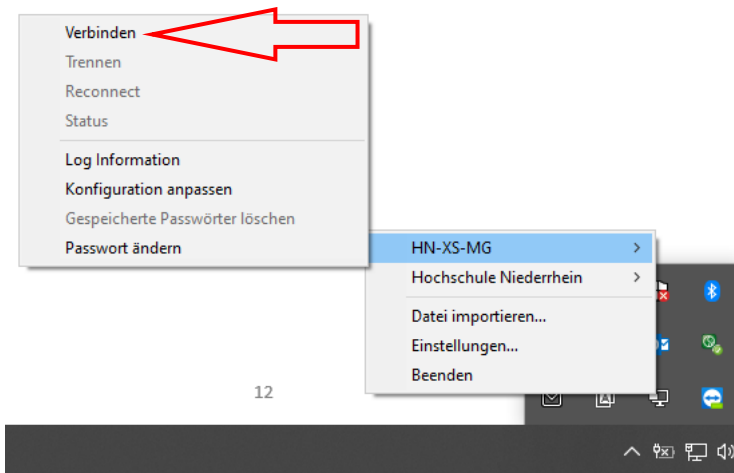 Verbinden
Trennen
Reconnect
Status
Log Information
Konfiguration anpassen
Gespeicherte Passwörter löschen
Passwort ändern
HN-XS-MG
Hochschule Niederrhein
Datei importieren...
Einstellungen...
Beenden
12